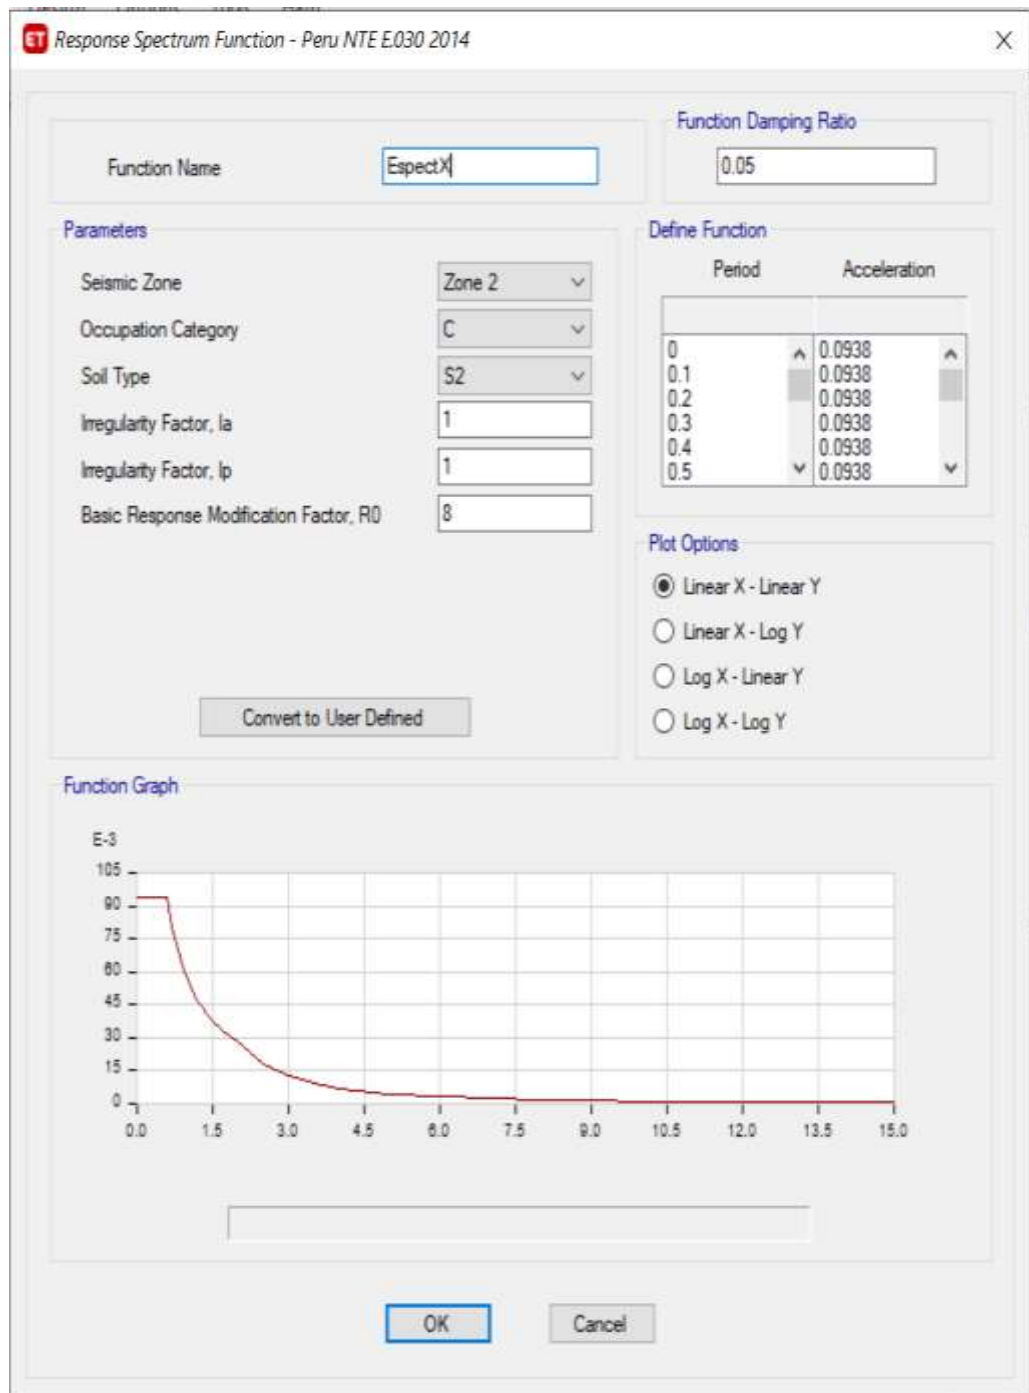 Design Options Tools Help
ET Response Spectrum Function - Peru NTE E.030 2014 X
Function Name EspectX
Function Damping Ratio
0.05
Parameters
Seismic Zone Zone 2
Occupation Category C
Soil Type S2
Irregularity Factor, Ia 1
Irregularity Factor, Ip 1
Basic Response Modification Factor, R0 8
Convert to User Defined
Define Function
Period Acceleration
0 0.0938
0.1 0.0938
0.2 0.0938
0.3 0.0938
0.4 0.0938
0.5 0.0938
Plot Options
Linear X - Linear Y
Linear X - Log Y
Log X - Linear Y
Log X - Log Y
Function Graph
E-3
105
90
75
60
45
30
15
0
0.0 1.5 3.0 4.5 6.0 7.5 9.0 10.5 12.0 13.5 15.0
OK Cancel